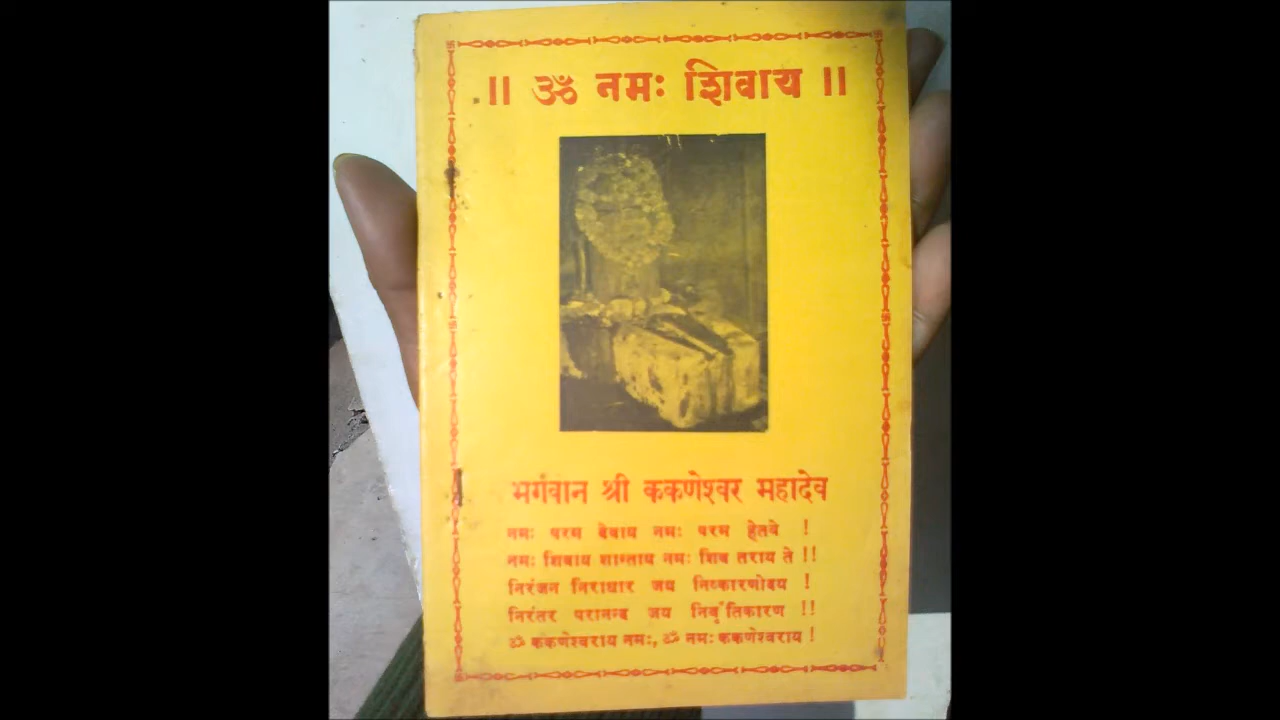 ॥ ॐ नमः शिवाय ॥
भगवान श्री ककणेश्वर महादेव
नमः परम देवाय नमः परम हेतवे !
नमः शिवाय शान्ताय नमः शिव तराय ते !!
निरंजन निराधार जय निष्कारणोदय !
निरंतर परानन्द जय निवृंतिकारण !!
ॐ ककणेश्वराय नमः, ॐ नमः ककणेश्वराय !